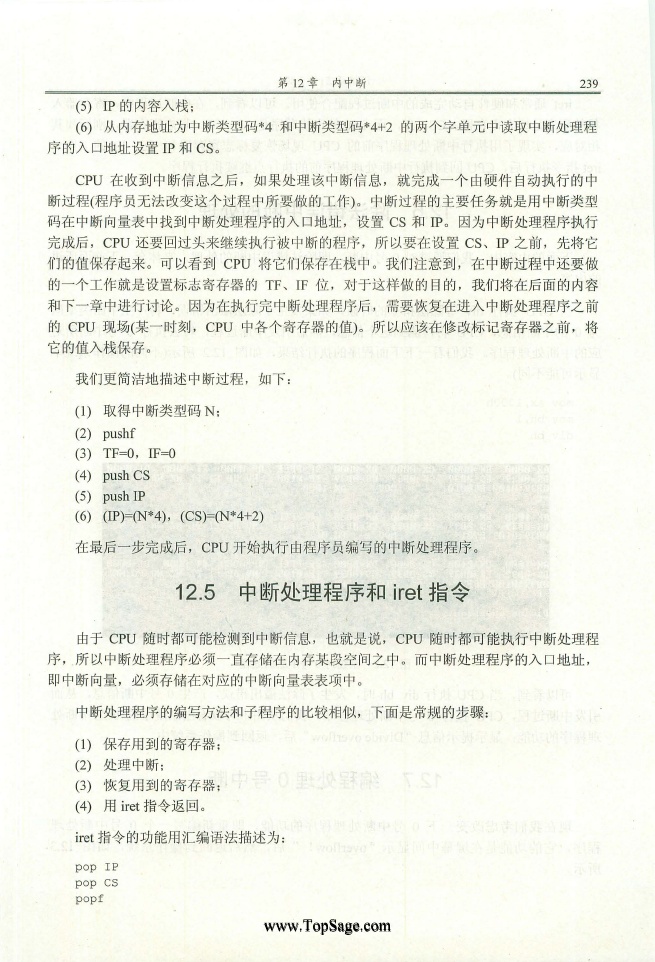 第 12 章 内中断 239
(5) IP 的内容入栈；
(6) 从内存地址为中断类型码*4 和中断类型码*4+2 的两个字单元中读取中断处理程
序的入口地址设置 IP 和 CS。
CPU 在收到中断信息之后，如果处理该中断信息，就完成一个由硬件自动执行的中
断过程(程序员无法改变这个过程中所要做的工作)。中断过程的主要任务就是用中断类型
码在中断向量表中找到中断处理程序的入口地址，设置 CS 和 IP。因为中断处理程序执行
完成后，CPU 还要回过头来继续执行被中断的程序，所以要在设置 CS、IP 之前，先将它
们的值保存起来。可以看到 CPU 将它们保存在栈中。我们注意到，在中断过程中还要做
的一个工作就是设置标志寄存器的 TF、IF 位，对于这样做的目的，我们将在后面的内容
和下一章中进行讨论。因为在执行完中断处理程序后，需要恢复在进入中断处理程序之前
的 CPU 现场(某一时刻，CPU 中各个寄存器的值)。所以应该在修改标记寄存器之前，将
它的值入栈保存。
我们更简洁地描述中断过程，如下：
(1) 取得中断类型码 N；
(2) pushf
(3) TF=0，IF=0
(4) push CS
(5) push IP
(6) (IP)=(N*4)，(CS)=(N*4+2)
在最后一步完成后，CPU 开始执行由程序员编写的中断处理程序。
12.5 中断处理程序和 iret 指令
由于 CPU 随时都可能检测到中断信息，也就是说，CPU 随时都可能执行中断处理程
序，所以中断处理程序必须一直存储在内存某段空间之中。而中断处理程序的入口地址，
即中断向量，必须存储在对应的中断向量表表项中。
中断处理程序的编写方法和子程序的比较相似，下面是常规的步骤：
(1) 保存用到的寄存器；
(2) 处理中断；
(3) 恢复用到的寄存器；
(4) 用 iret 指令返回。
iret 指令的功能用汇编语法描述为：
pop IP
pop CS
popf
www.TopSage.com